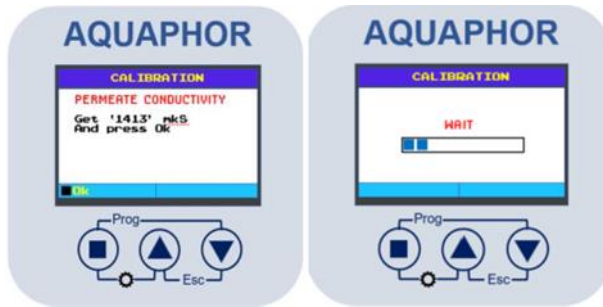 AQUAPHOR
CALIBRATION
PERMEATE CONDUCTIVITY
Get '1413' mkS
And press Ok
Ok
Prog
Esc
AQUAPHOR
CALIBRATION
WAIT
Prog
Esc